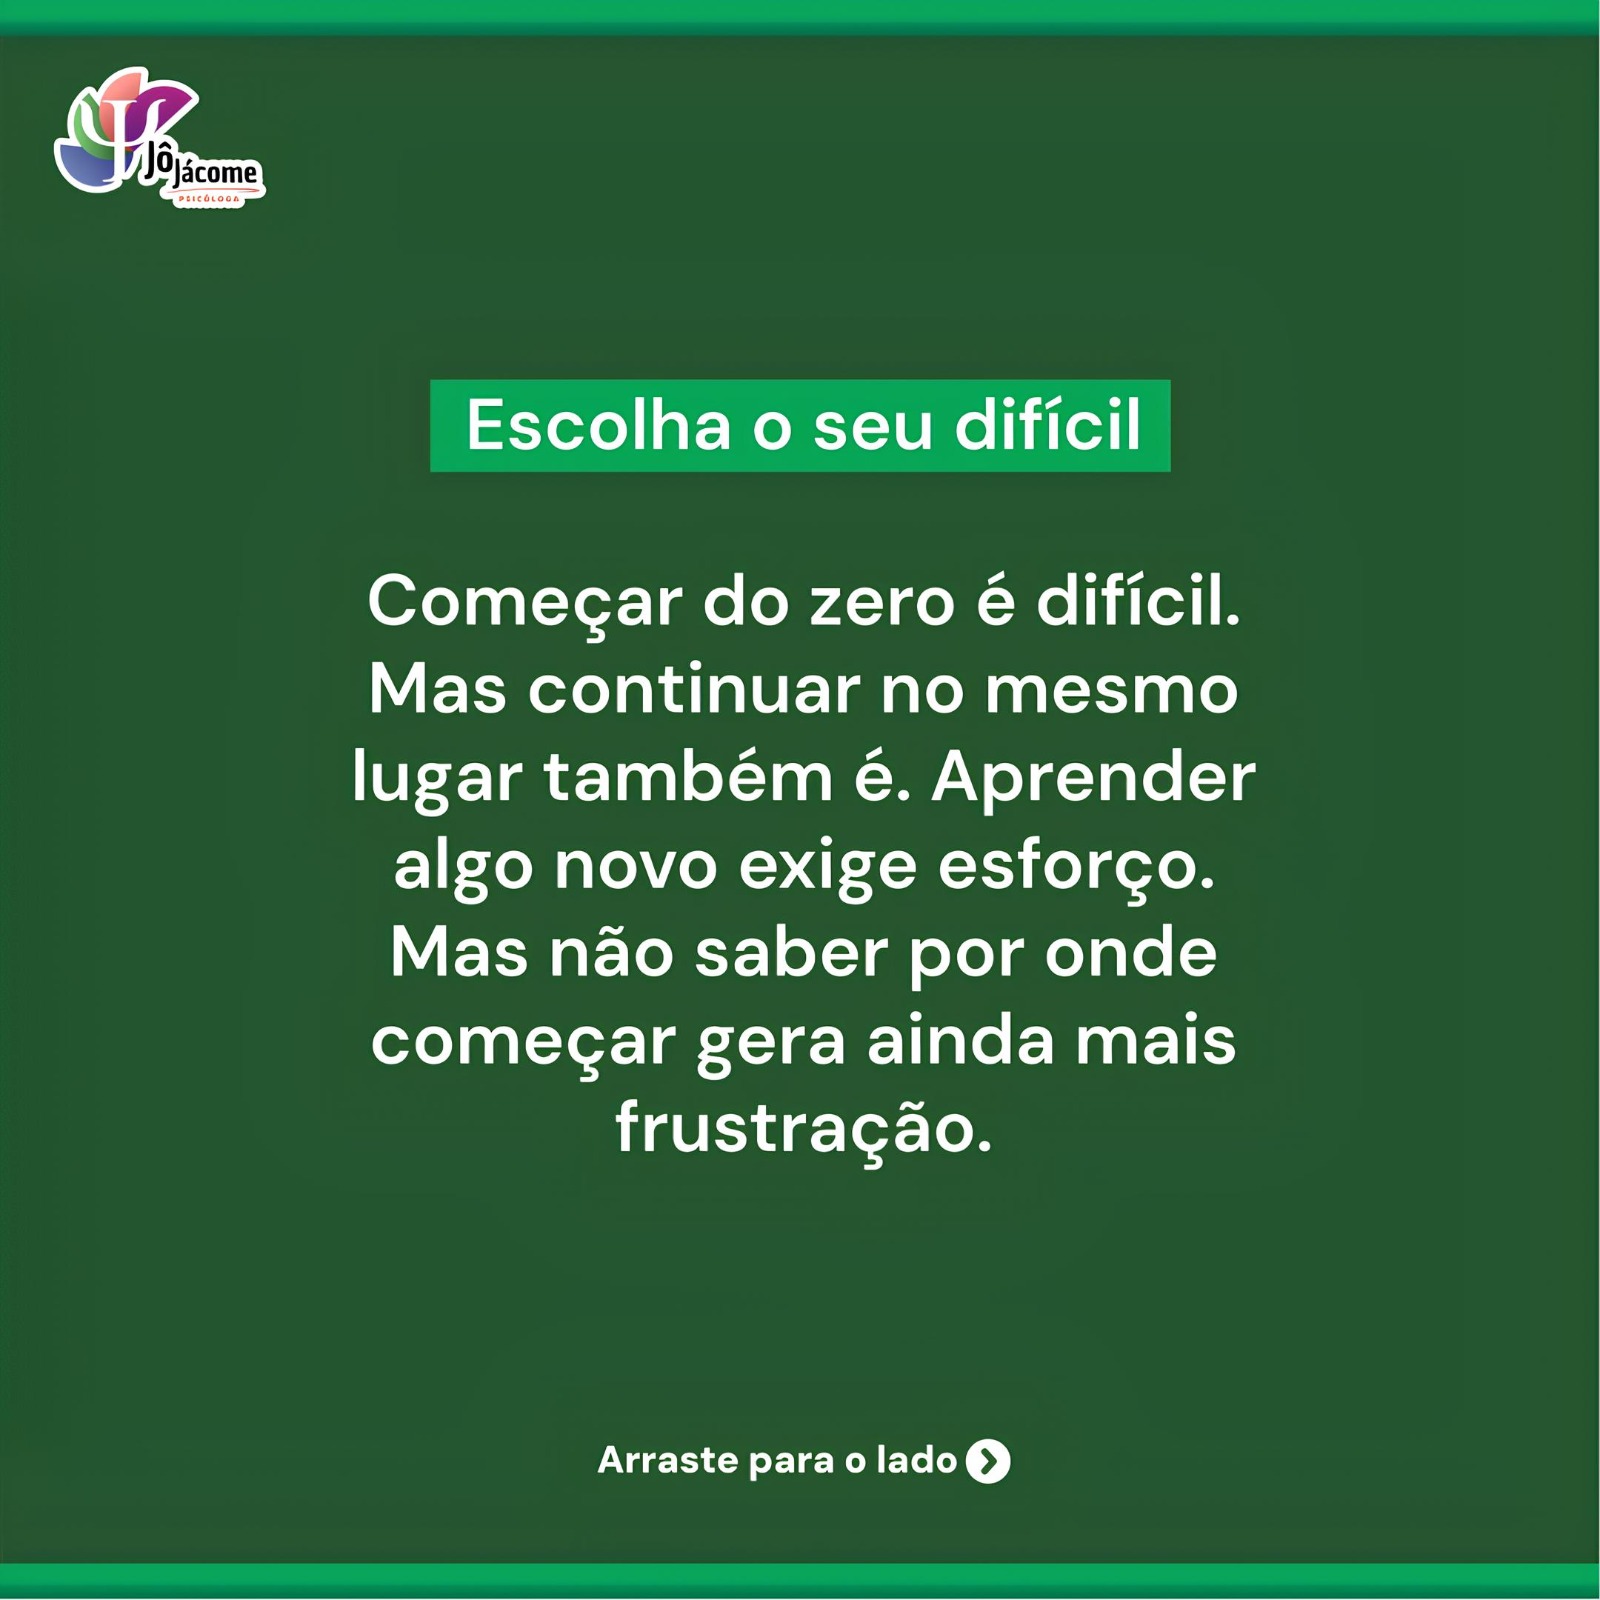 Jô
Jácome
PSICÓLOGA
Escolha o seu difícil
Começar do zero é difícil.
Mas continuar no mesmo
lugar também é. Aprender
algo novo exige esforço.
Mas não saber por onde
começar gera ainda mais
frustração.
Arraste para o lado